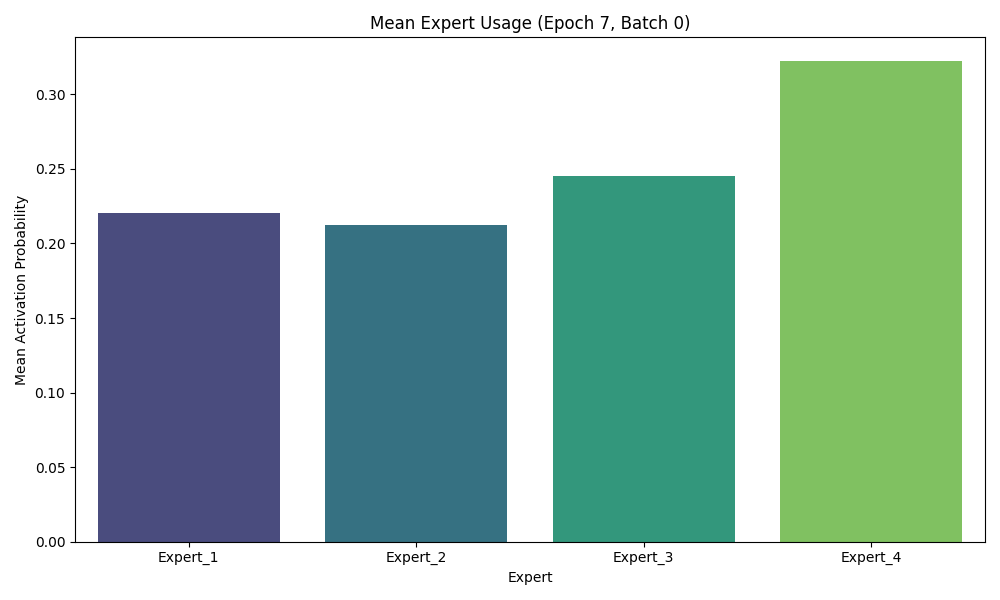 Mean Expert Usage (Epoch 7, Batch 0)
Mean Activation Probability
0.30
0.25
0.20
0.15
0.10
0.05
0.00
Expert_1 Expert_2 Expert_3 Expert_4
Expert